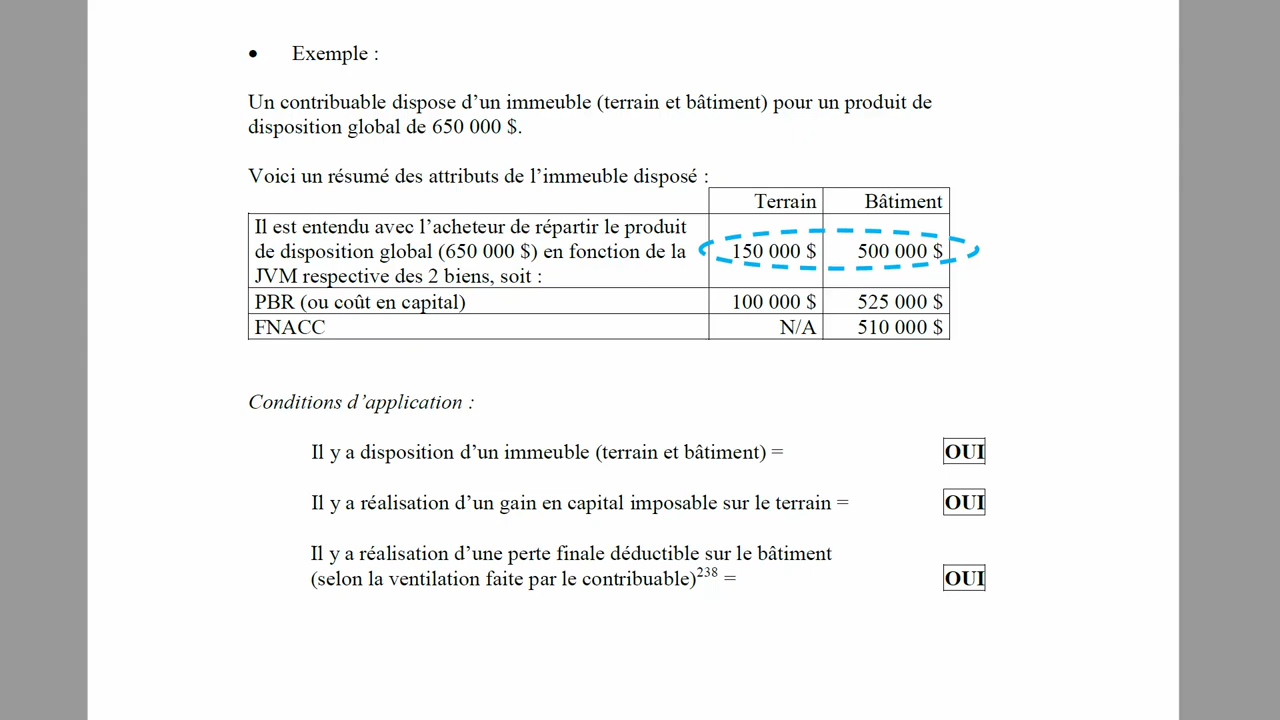 • Exemple :
Un contribuable dispose d’un immeuble (terrain et bâtiment) pour un produit de
disposition global de 650 000 $.
Voici un résumé des attributs de l’immeuble disposé :
Terrain Bâtiment
Il est entendu avec l’acheteur de répartir le produit
de disposition global (650 000 $) en fonction de la 150 000 $ 500 000 $
JVM respective des 2 biens, soit :
PBR (ou coût en capital) 100 000 $ 525 000 $
FNACC N/A 510 000 $
Conditions d’application :
Il y a disposition d’un immeuble (terrain et bâtiment) = OUI
Il y a réalisation d’un gain en capital imposable sur le terrain = OUI
Il y a réalisation d’une perte finale déductible sur le bâtiment
(selon la ventilation faite par le contribuable)238 = OUI